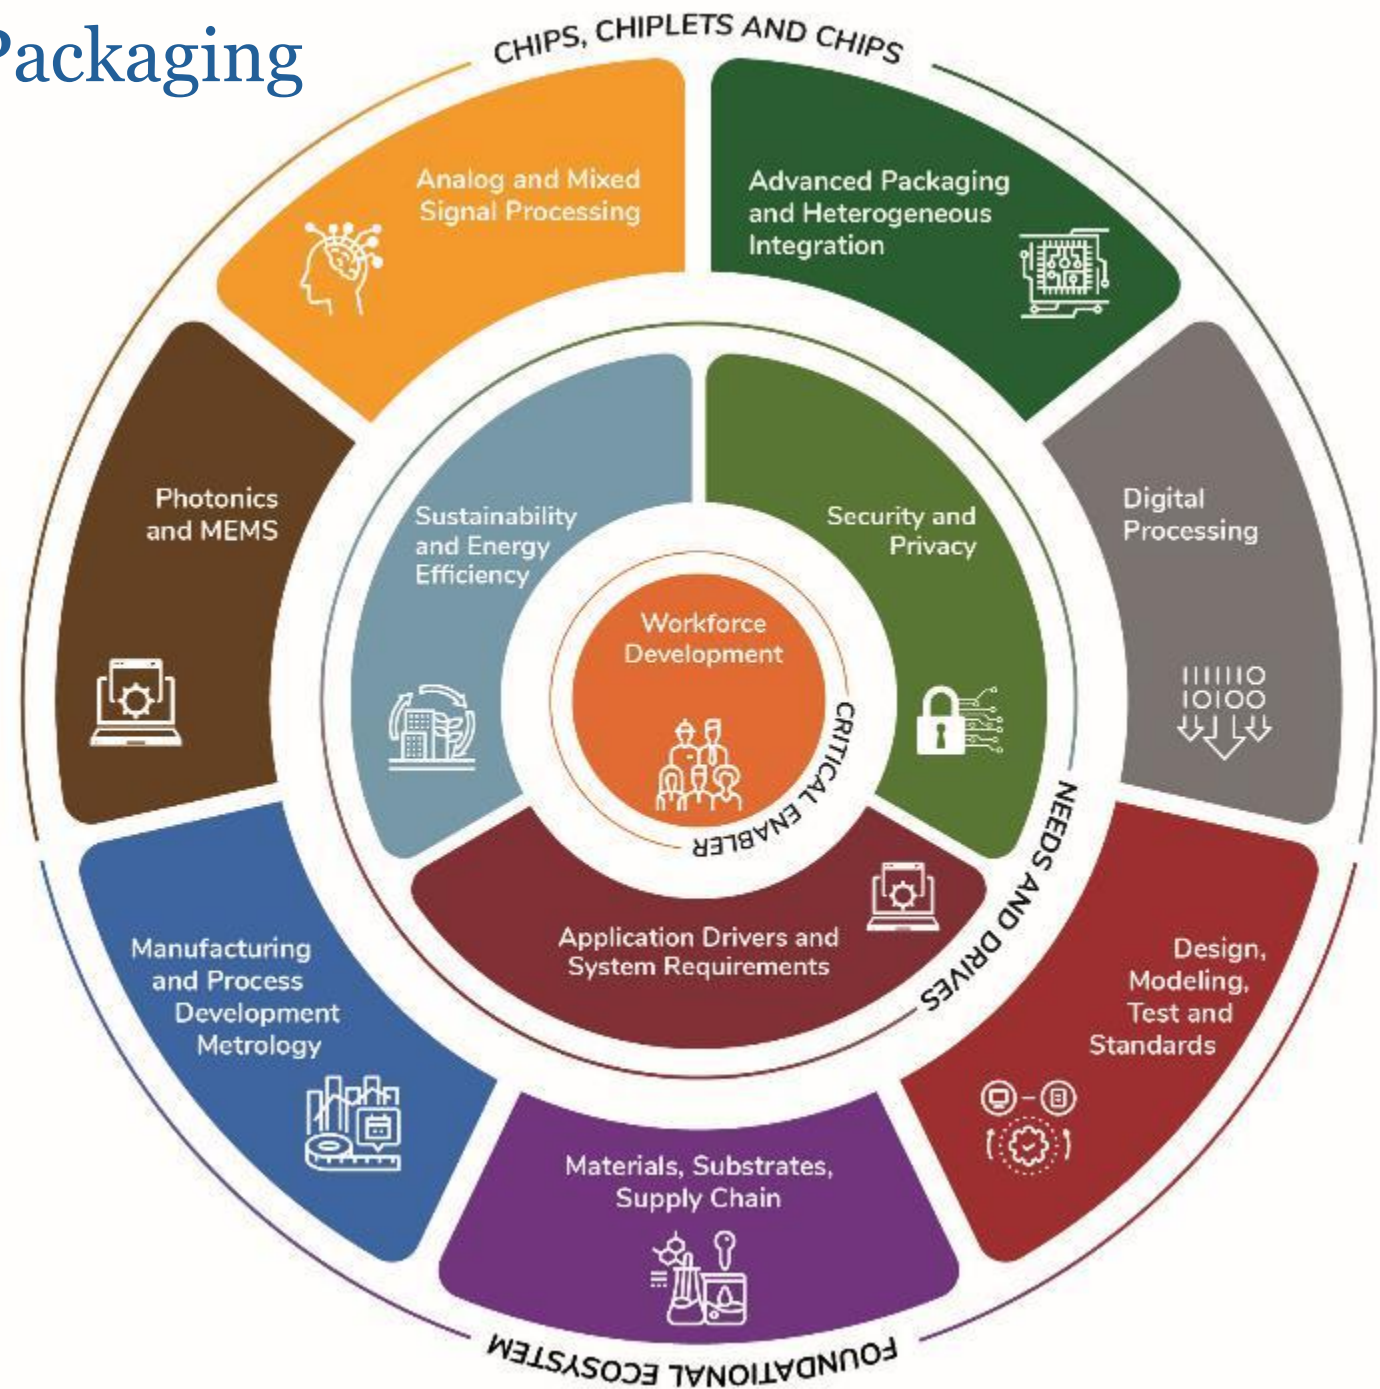 Packaging
CHIPS, CHIPLETS AND CHIPS
Analog and Mixed
Signal Processing
Advanced Packaging
and Heterogeneous
Integration
Photonics
and MEMS
Digital
Processing
Sustainability
and Energy
Efficiency
Security and
Privacy
Workforce
Development
CRITICAL ENABLER
NEEDS AND DRIVES
Application Drivers and
System Requirements
Manufacturing
and Process
Development
Metrology
Design,
Modeling,
Test and
Standards
Materials, Substrates,
Supply Chain
FOUNDATIONAL ECOSYSTEM
IIIIIIO
IOIOO